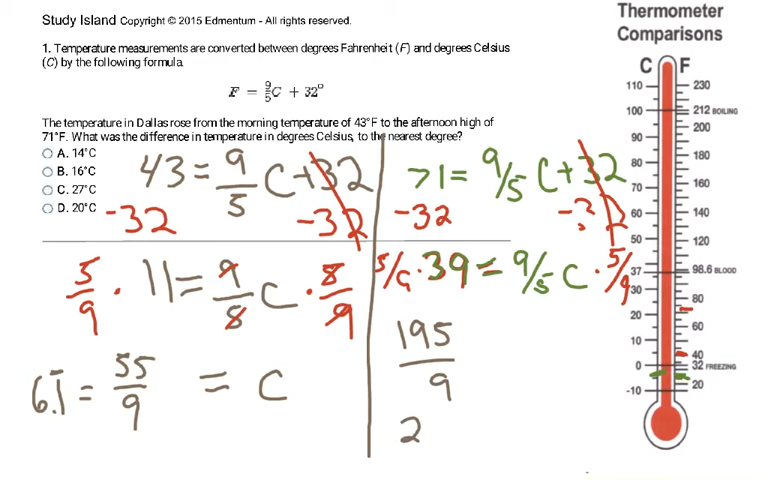 Study Island Copyright © 2015 Edmentum - All rights reserved.
Thermometer
Comparisons
1. Temperature measurements are converted between degrees Fahrenheit (F) and degrees Celsius
(C) by the following formula.
F = 9/5 C + 32°
The temperature in Dallas rose from the morning temperature of 43°F to the afternoon high of
71°F. What was the difference in temperature in degrees Celsius, to the nearest degree?
A. 14°C
B. 16°C
C. 27°C
D. 20°C
43 = 9/5 C + 32
-32 -32
5/9 · 11 = 9/8 C · 8/9
6.1̄ = 55/9 = C
71 = 9/5 C + 32
-32 -32
5/9 · 39 = 9/5 C · 5/9
195/9
2
C F
110 230
100 212 BOILING
90 200
80 180
70 160
60 140
50 120
37 98.6 BLOOD
30 80
20 60
10 40
0 32 FREEZING
-10 20